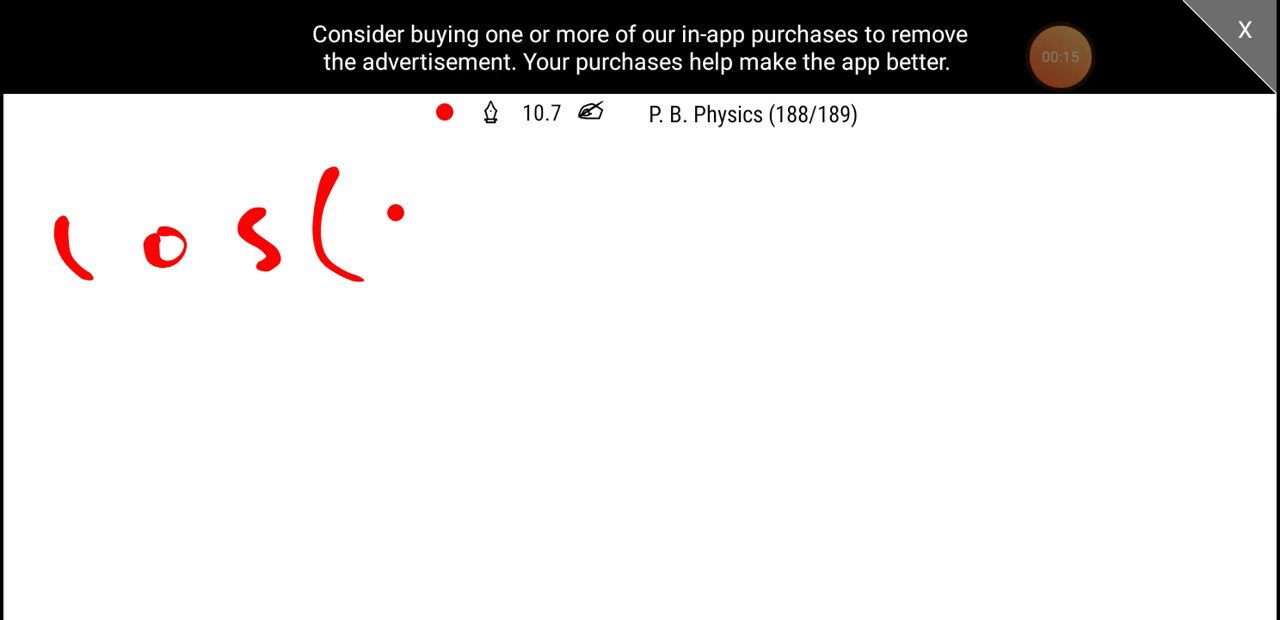 Consider buying one or more of our in-app purchases to remove
the advertisement. Your purchases help make the app better.
00:15
X
10.7 P. B. Physics (188/189)
cos(